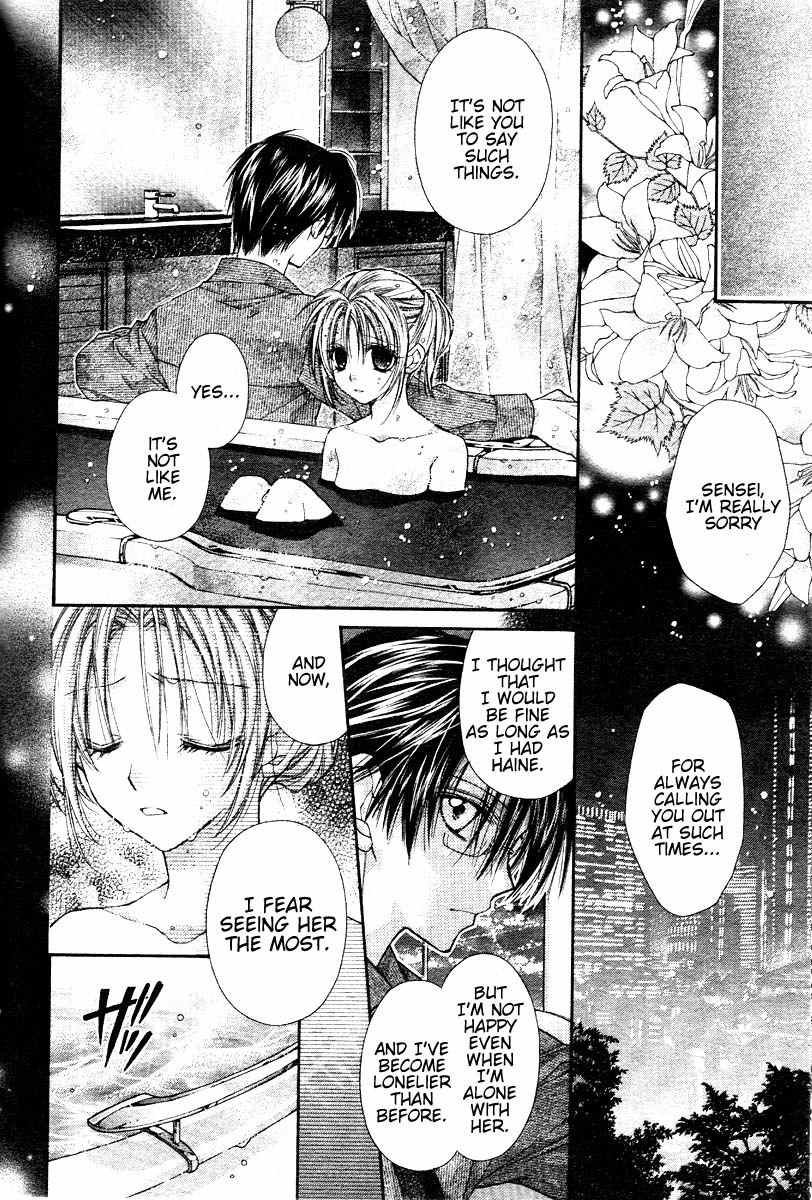 SENSEI,
I'M REALLY
SORRY
FOR
ALWAYS
CALLING
YOU OUT
AT SUCH
TIMES...
IT'S NOT
LIKE YOU
TO SAY
SUCH
THINGS.
YES...
IT'S
NOT
LIKE
ME.
I THOUGHT
THAT
I WOULD
BE FINE
AS LONG AS
I HAD
HAINE.
BUT
I'M NOT
HAPPY
EVEN
WHEN
I'M
ALONE
WITH
HER.
AND I'VE
BECOME
LONELIER
THAN
BEFORE.
AND
NOW,
I FEAR
SEEING HER
THE MOST.
ザッ